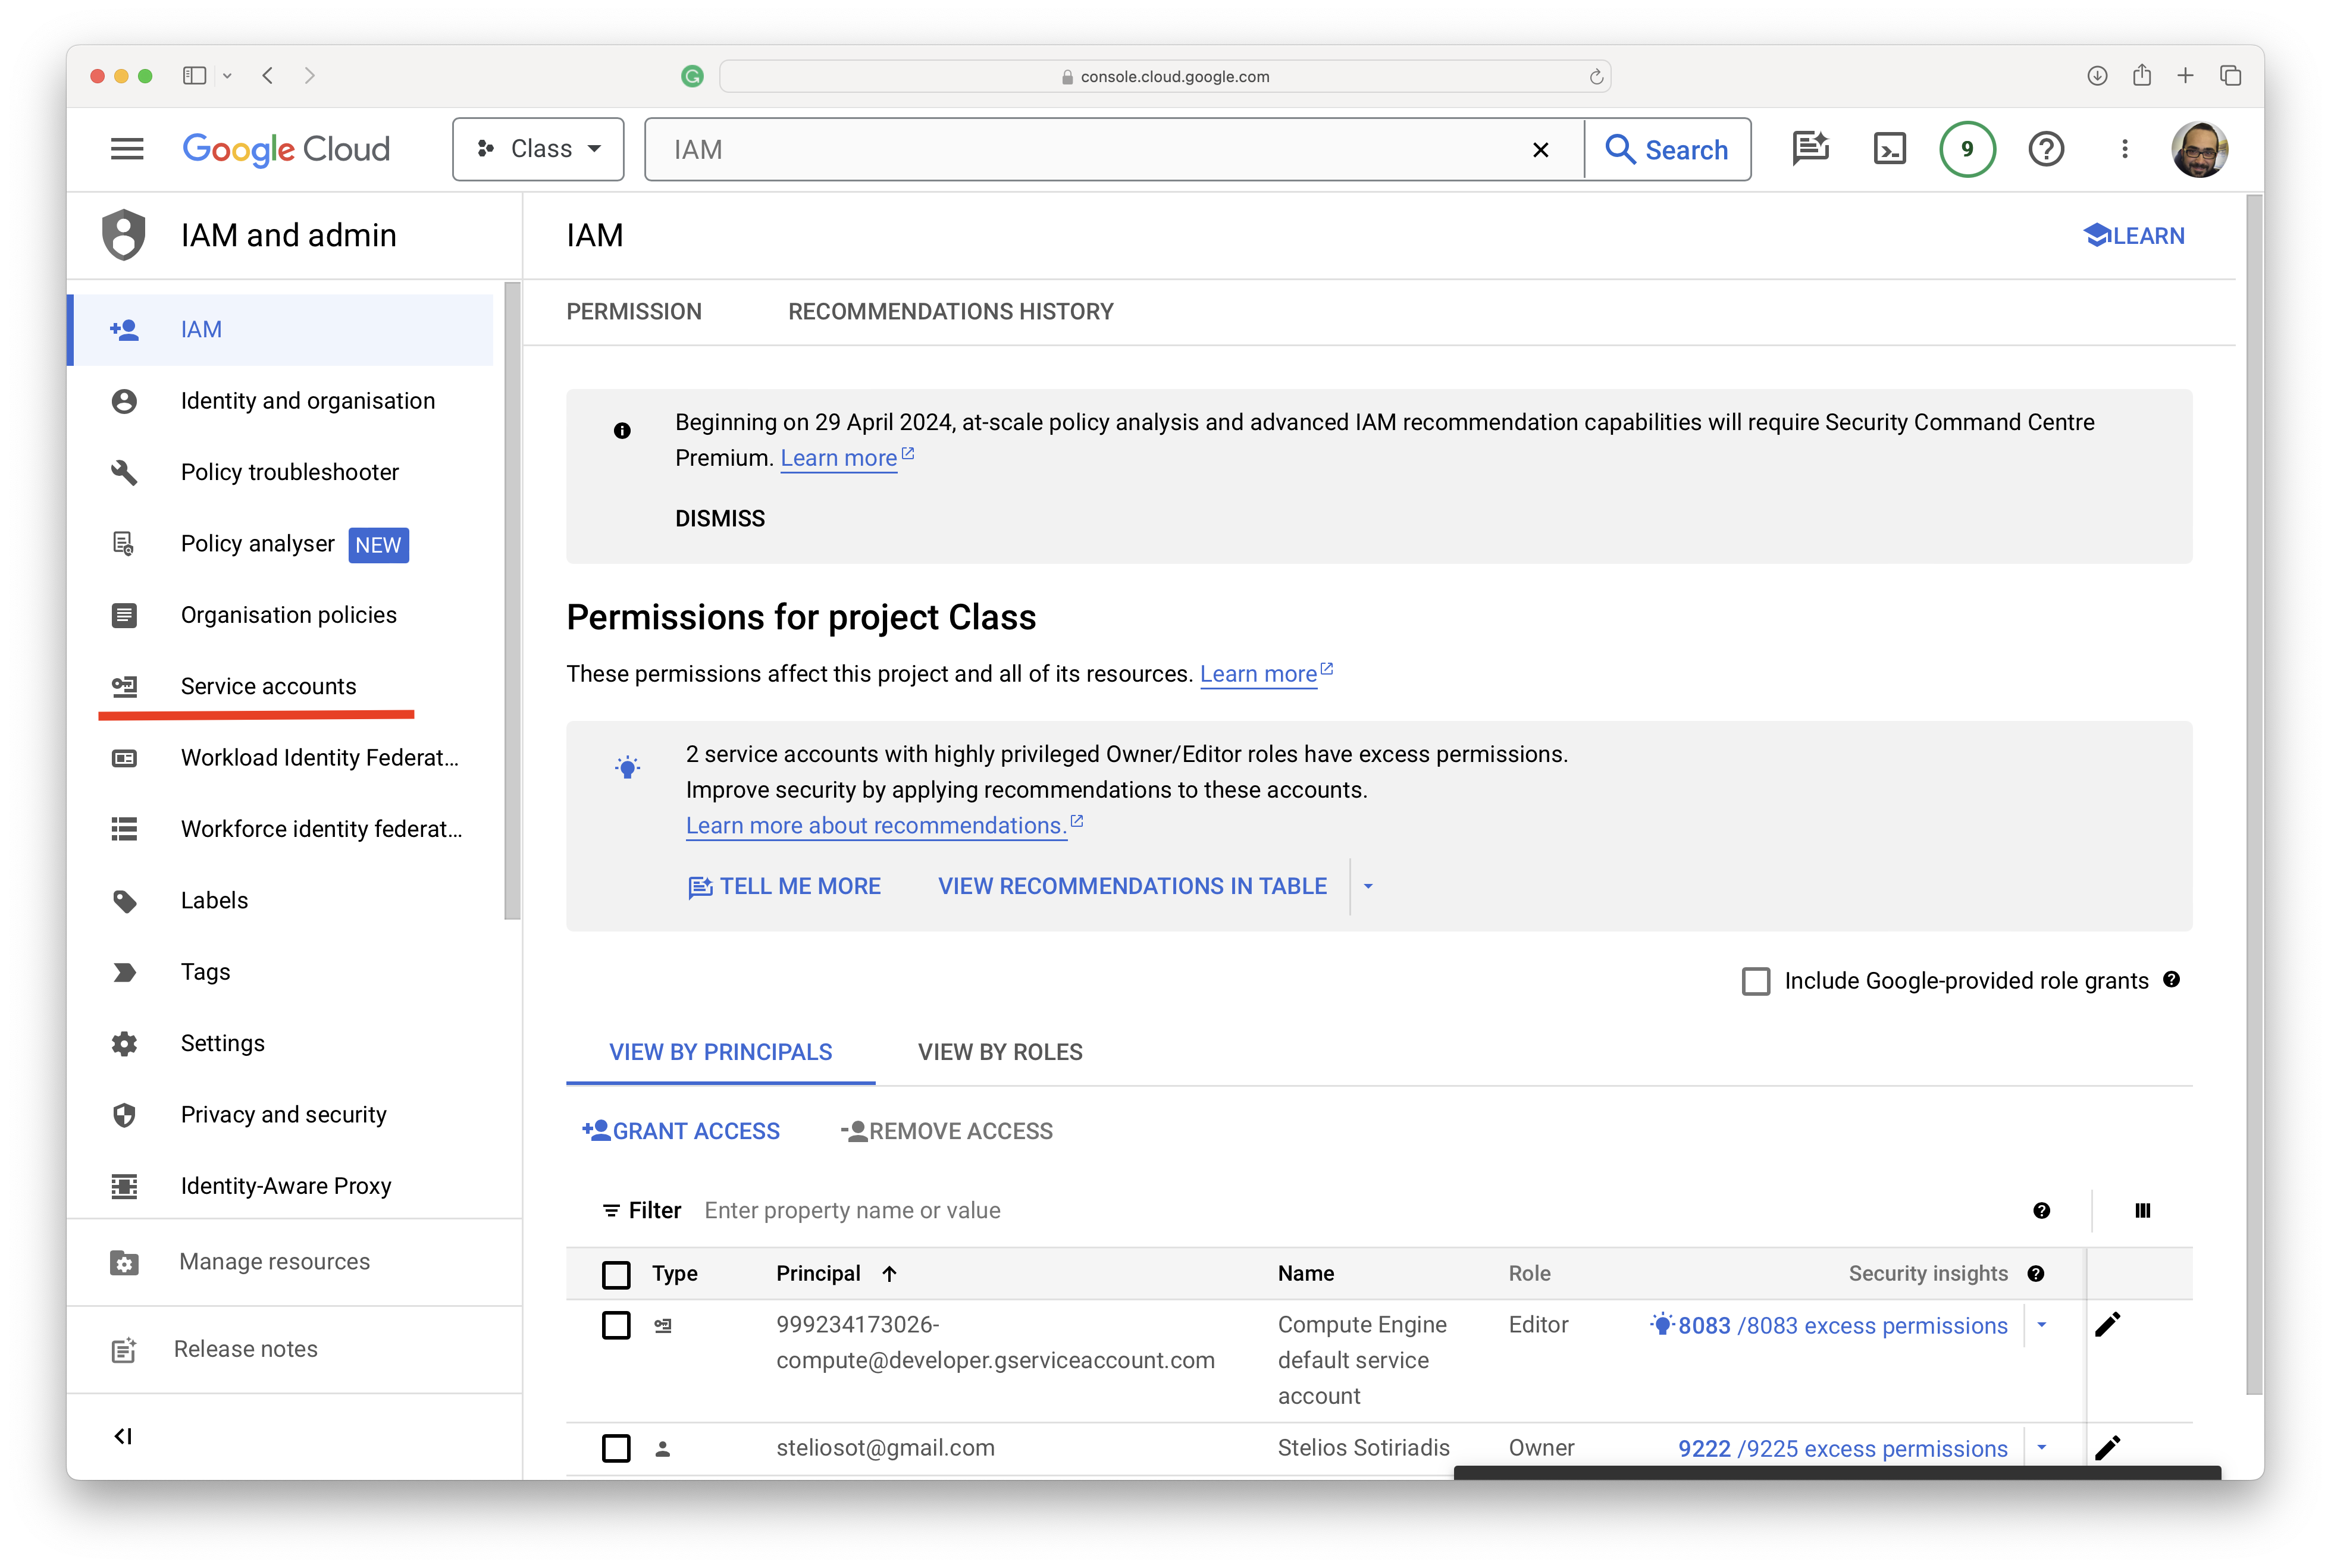 console.cloud.google.com
Google Cloud
Class
IAM
Search
9
IAM and admin
IAM
Identity and organisation
Policy troubleshooter
Policy analyser NEW
Organisation policies
Service accounts
Workload Identity Federat...
Workforce identity federat...
Labels
Tags
Settings
Privacy and security
Identity-Aware Proxy
Manage resources
Release notes
IAM
LEARN
PERMISSION RECOMMENDATIONS HISTORY
Beginning on 29 April 2024, at-scale policy analysis and advanced IAM recommendation capabilities will require Security Command Centre
Premium. Learn more
DISMISS
Permissions for project Class
These permissions affect this project and all of its resources. Learn more
2 service accounts with highly privileged Owner/Editor roles have excess permissions.
Improve security by applying recommendations to these accounts.
Learn more about recommendations.
TELL ME MORE VIEW RECOMMENDATIONS IN TABLE
Include Google-provided role grants
VIEW BY PRINCIPALS VIEW BY ROLES
GRANT ACCESS REMOVE ACCESS
Filter Enter property name or value
Type Principal Name Role Security insights
999234173026- Compute Engine Editor 8083 /8083 excess permissions
compute@developer.gserviceaccount.com default service
account
steliosot@gmail.com Stelios Sotiriadis Owner 9222 /9225 excess permissions